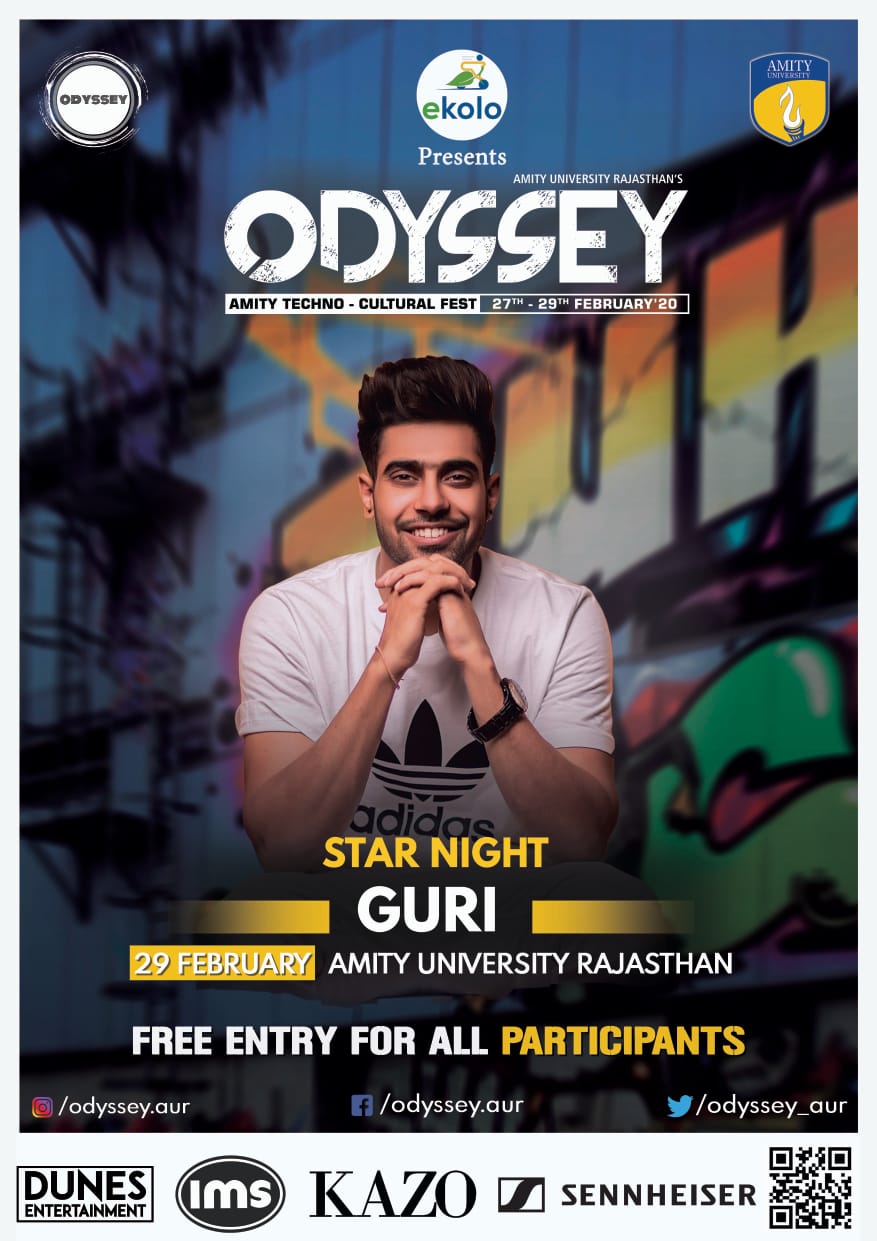 ODYSSEY
ekolo
AMITY
UNIVERSITY
Presents
AMITY UNIVERSITY RAJASTHAN'S
ODYSSEY
AMITY TECHNO - CULTURAL FEST 27TH - 29TH FEBRUARY'20
adidas
STAR NIGHT
GURI
29 FEBRUARY AMITY UNIVERSITY RAJASTHAN
FREE ENTRY FOR ALL PARTICIPANTS
/odyssey.aur /odyssey.aur /odyssey_aur
DUNES
ENTERTAINMENT
ims
KAZO
SENNHEISER